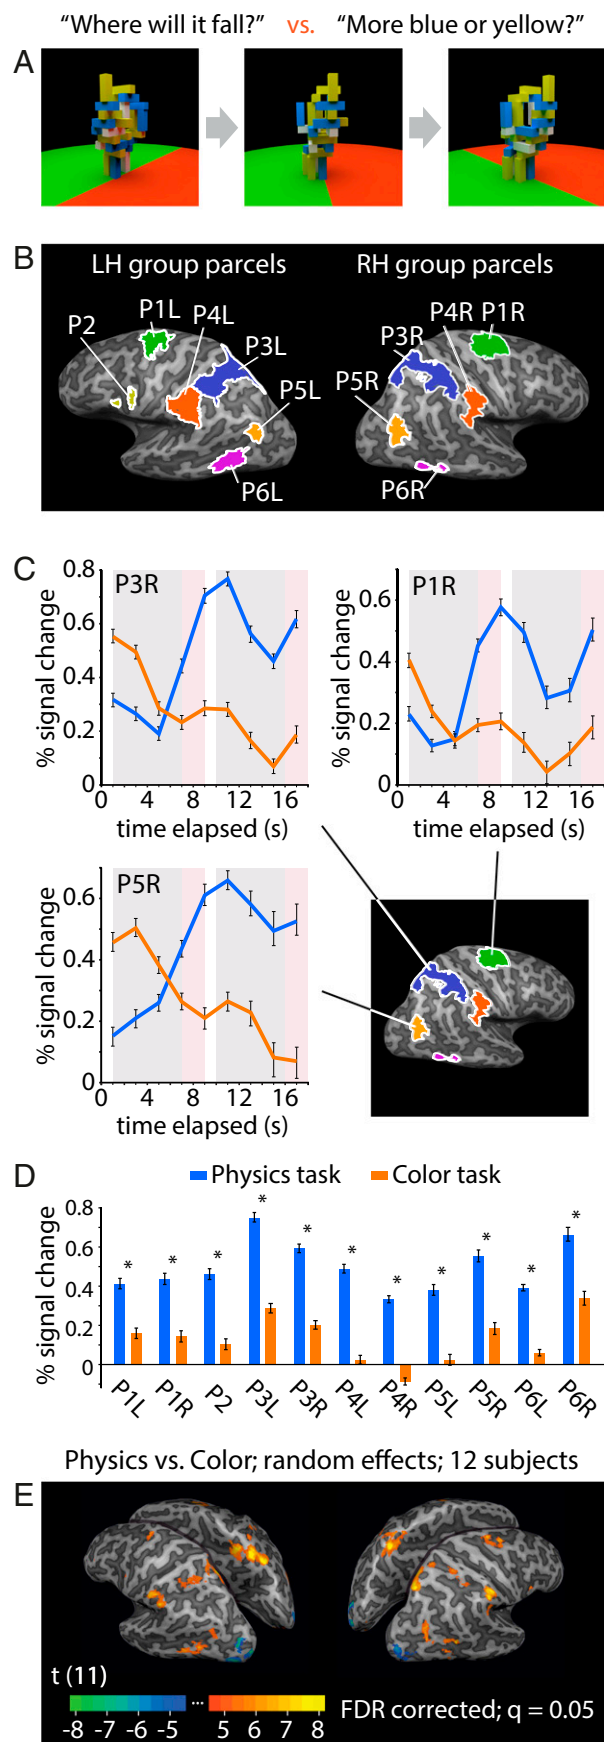 “Where will it fall?” vs. “More blue or yellow?”
A
B
LH group parcels
RH group parcels
P1L
P4L
P2
P3L
P5L
P6L
P4R
P1R
P3R
P5R
P6R
C
P3R
% signal change
0.8
0.6
0.4
0.2
0
0 4 8 12 16
time elapsed (s)
P1R
% signal change
0.6
0.4
0.2
0
0 4 8 12 16
time elapsed (s)
P5R
% signal change
0.6
0.4
0.2
0
0 4 8 12 16
time elapsed (s)
D
Physics task Color task
% signal change
0.8
0.6
0.4
0.2
0
* * * * * * * * * * *
P1L P1R P2 P3L P3R P4L P4R P5L P5R P6L P6R
Physics vs. Color; random effects; 12 subjects
E
t (11)
...
-8 -7 -6 -5 5 6 7 8
FDR corrected; q = 0.05